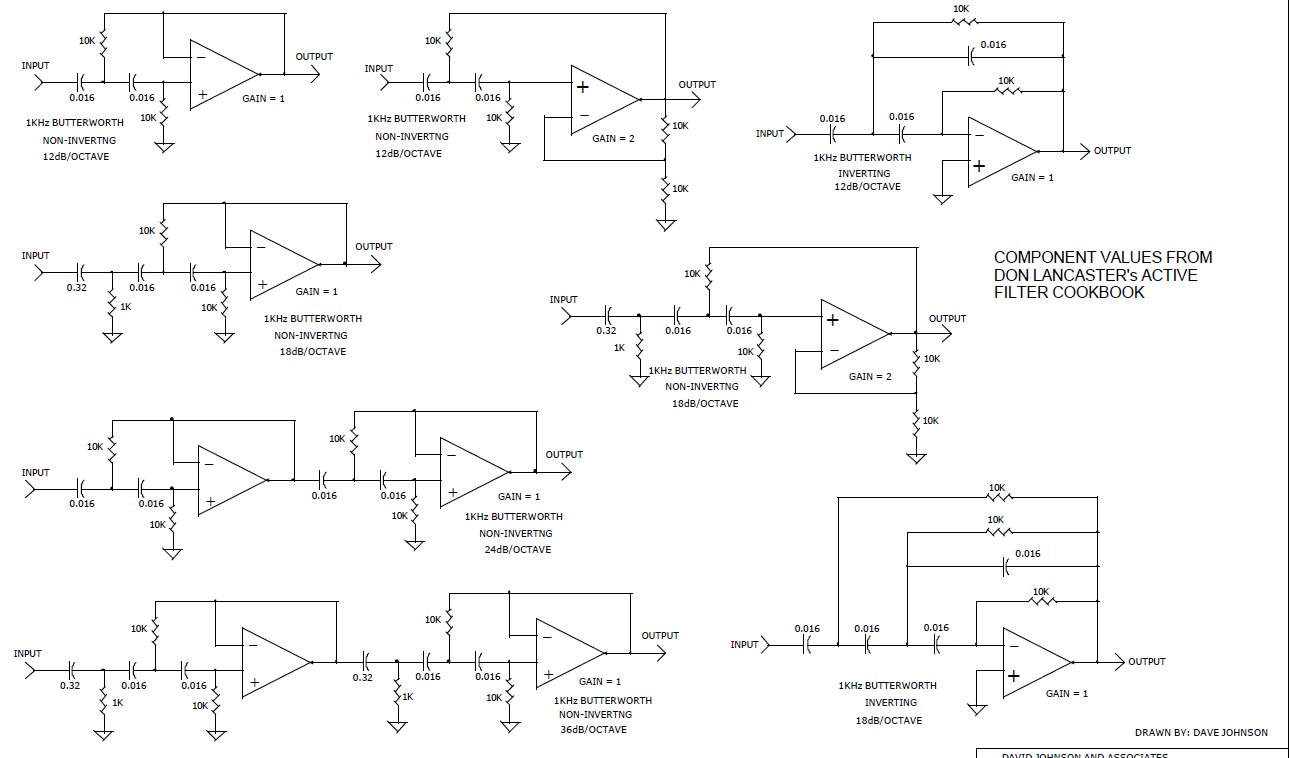 10K
INPUT
0.016
0.016
10K
OUTPUT
GAIN = 1
1KHz BUTTERWORTH
NON-INVERTNG
12dB/OCTAVE
10K
INPUT
0.016
0.016
10K
OUTPUT
GAIN = 2
10K
10K
1KHz BUTTERWORTH
NON-INVERTNG
12dB/OCTAVE
10K
0.016
10K
INPUT
0.016
0.016
OUTPUT
GAIN = 1
1KHz BUTTERWORTH
INVERTING
12dB/OCTAVE
10K
INPUT
0.32
1K
0.016
0.016
10K
OUTPUT
GAIN = 1
1KHz BUTTERWORTH
NON-INVERTNG
18dB/OCTAVE
10K
INPUT
0.32
1K
0.016
0.016
10K
OUTPUT
GAIN = 2
10K
10K
1KHz BUTTERWORTH
NON-INVERTNG
18dB/OCTAVE
COMPONENT VALUES FROM
DON LANCASTER's ACTIVE
FILTER COOKBOOK
10K
INPUT
0.016
0.016
10K
10K
0.016
0.016
10K
OUTPUT
GAIN = 1
1KHz BUTTERWORTH
NON-INVERTNG
24dB/OCTAVE
10K
INPUT
0.32
1K
0.016
0.016
10K
10K
0.32
1K
0.016
0.016
10K
OUTPUT
GAIN = 1
1KHz BUTTERWORTH
NON-INVERTNG
36dB/OCTAVE
10K
10K
0.016
10K
INPUT
0.016
0.016
0.016
OUTPUT
GAIN = 1
1KHz BUTTERWORTH
INVERTING
18dB/OCTAVE
DRAWN BY: DAVE JOHNSON
DAVID JOHNSON AND ASSOCIATES